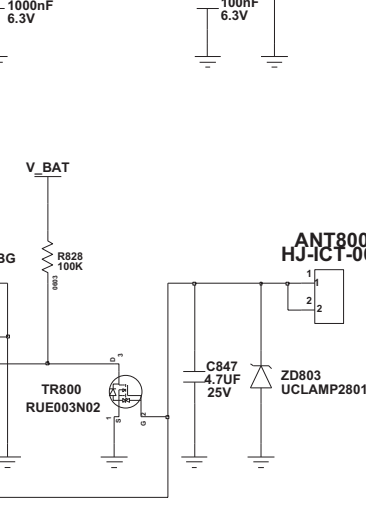 1000nF
6.3V
100nF
6.3V
V_BAT
R828
100K
0603
ANT800
HJ-ICT-00
BG
1
1
2
2
D
3
TR800
RUE003N02
1
S
G
2
C847
4.7UF
25V
ZD803
UCLAMP2801